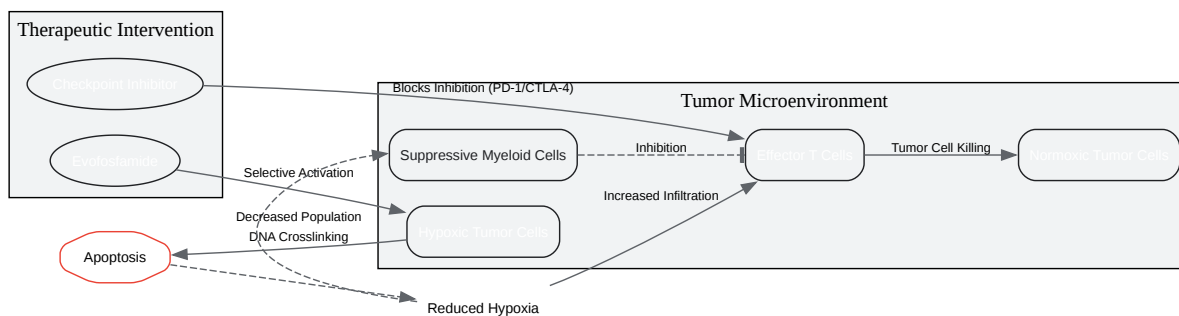 Therapeutic Intervention
Checkpoint Inhibitor
Blocks Inhibition (PD-1/CTLA-4)
Tumor Microenvironment
Suppressive Myeloid Cells
Inhibition
Effector T Cells
Tumor Cell Killing
Normoxic Tumor Cells
Evofosfamide
Selective Activation
Increased Infiltration
Decreased Population
Hypoxic Tumor Cells
DNA Crosslinking
Apoptosis
Reduced Hypoxia